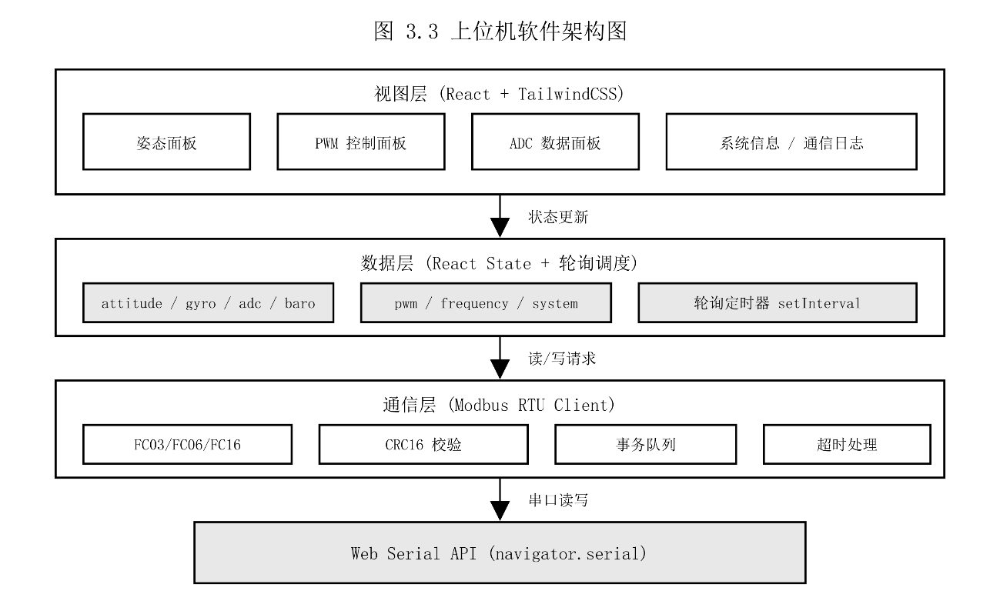 图 3.3 上位机软件架构图
视图层 (React + TailwindCSS)
姿态面板
PWM 控制面板
ADC 数据面板
系统信息 / 通信日志
状态更新
数据层 (React State + 轮询调度)
attitude / gyro / adc / baro
pwm / frequency / system
轮询定时器 setInterval
读/写请求
通信层 (Modbus RTU Client)
FC03/FC06/FC16
CRC16 校验
事务队列
超时处理
串口读写
Web Serial API (navigator.serial)